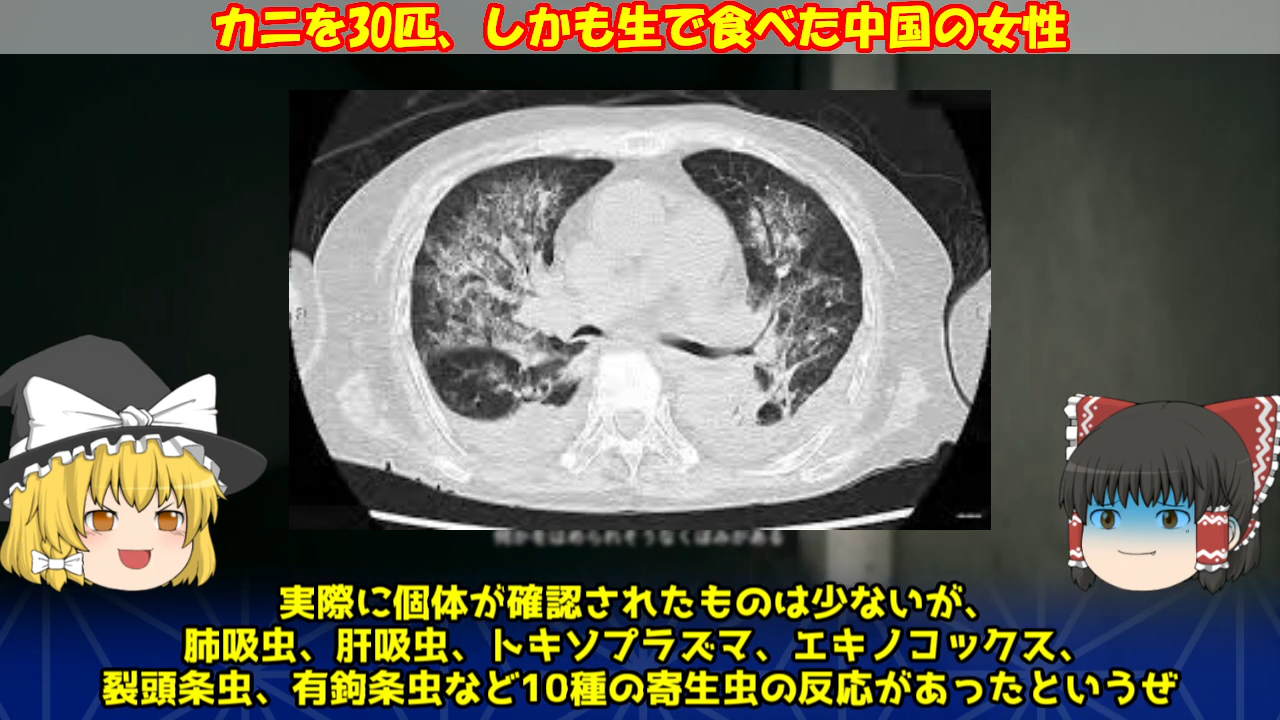 カニを30匹、しかも生で食べた中国の女性
実際に個体が確認されたものは少ないが、
肺吸虫、肝吸虫、トキソプラズマ、エキノコックス、
裂頭条虫、有鉤条虫など10種の寄生虫の反応があったというぜ